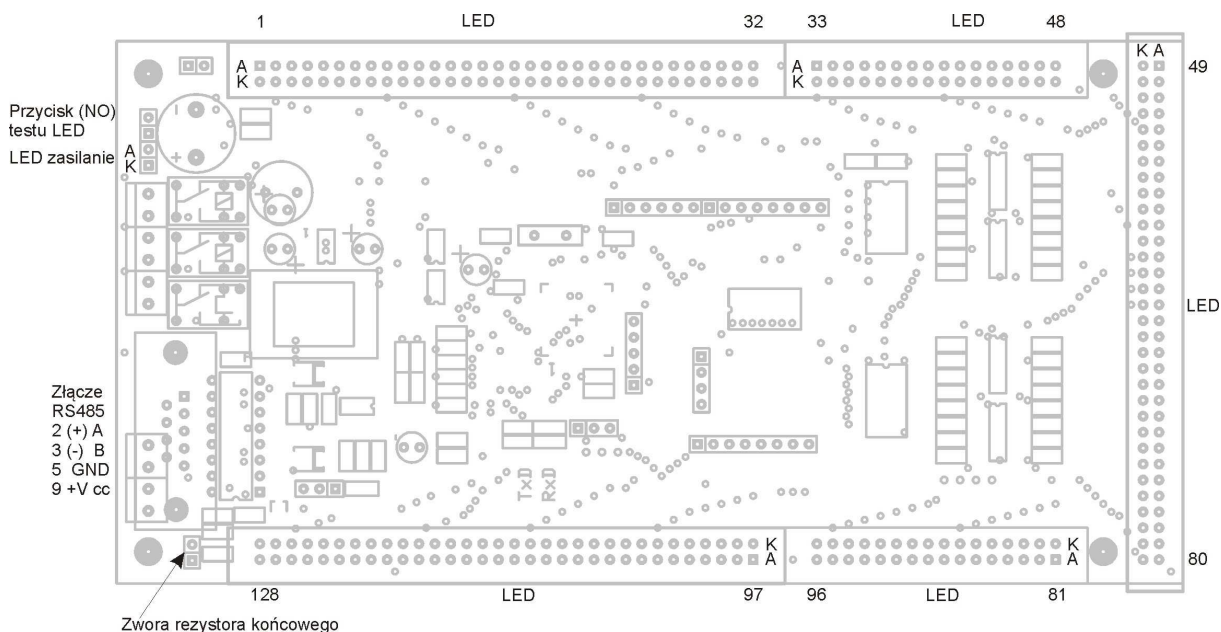 1 LED 32 33 LED 48
A
K
A
K
K A
49
Przycisk (NO)
testu LED
LED zasilanie
A
K
LED
Złącze
RS485
2 (+) A
3 (-) B
5 GND
9 +V cc
TxD
RxD
K
A
K
A
80
128 LED 97 96 LED 81
Zwora rezystora końcowego